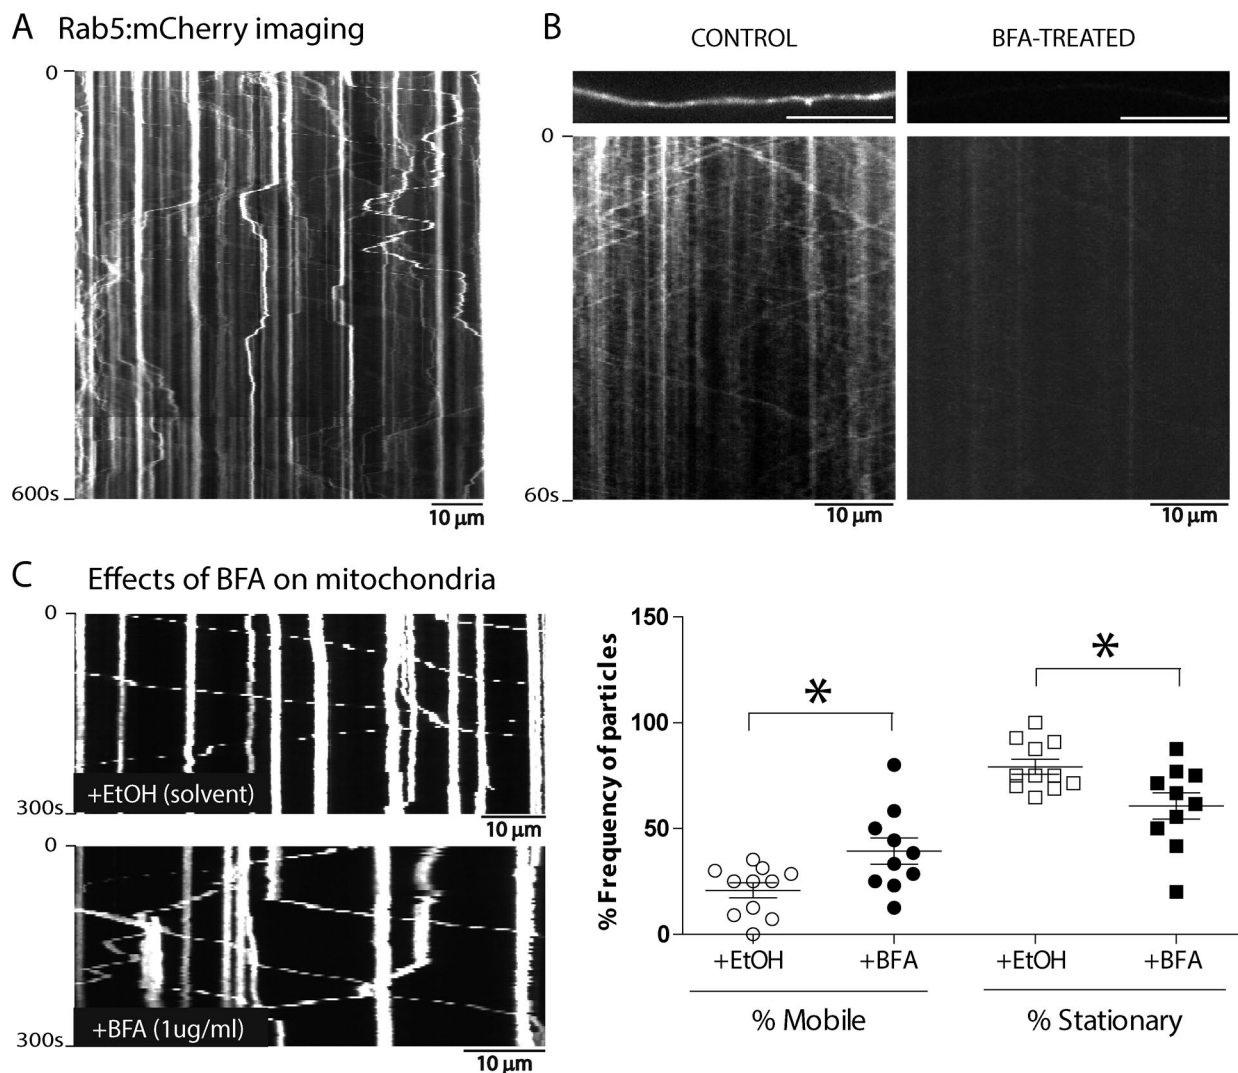 A Rab5:mCherry imaging
0
600s
10 µm
B
CONTROL
BFA-TREATED
0
60s
10 µm
10 µm
C Effects of BFA on mitochondria
0
+EtOH (solvent)
300s
10 µm
0
+BFA (1ug/ml)
300s
10 µm
% Frequency of particles
150
100
50
0
*
*
+EtOH
+BFA
+EtOH
+BFA
% Mobile
% Stationary